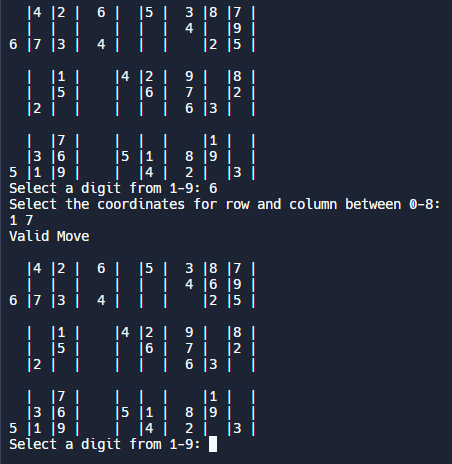 |4 |2 |  6 |  |5 |  3 |8 |7 |
  |  |  |    |  |  |  4 |  |9 |
6 |7 |3 |  4 |  |  |    |2 |5 |

  |  |1 |    |4 |2 |  9 |  |8 |
  |  |5 |    |  |6 |  7 |  |2 |
  |2 |  |    |  |  |  6 |3 |  |

  |  |7 |    |  |  |    |1 |  |
  |3 |6 |    |5 |1 |  8 |9 |  |
5 |1 |9 |    |  |4 |  2 |  |3 |
Select a digit from 1-9: 6
Select the coordinates for row and column between 0-8:
1 7
Valid Move

  |4 |2 |  6 |  |5 |  3 |8 |7 |
  |  |  |    |  |  |  4 |6 |9 |
6 |7 |3 |  4 |  |  |    |2 |5 |

  |  |1 |    |4 |2 |  9 |  |8 |
  |  |5 |    |  |6 |  7 |  |2 |
  |2 |  |    |  |  |  6 |3 |  |

  |  |7 |    |  |  |    |1 |  |
  |3 |6 |    |5 |1 |  8 |9 |  |
5 |1 |9 |    |  |4 |  2 |  |3 |
Select a digit from 1-9: